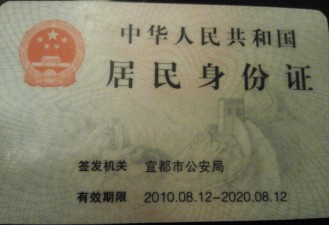 中华人民共和国
居民身份证
签发机关 宜都市公安局
有效期限 2010.08.12-2020.08.12